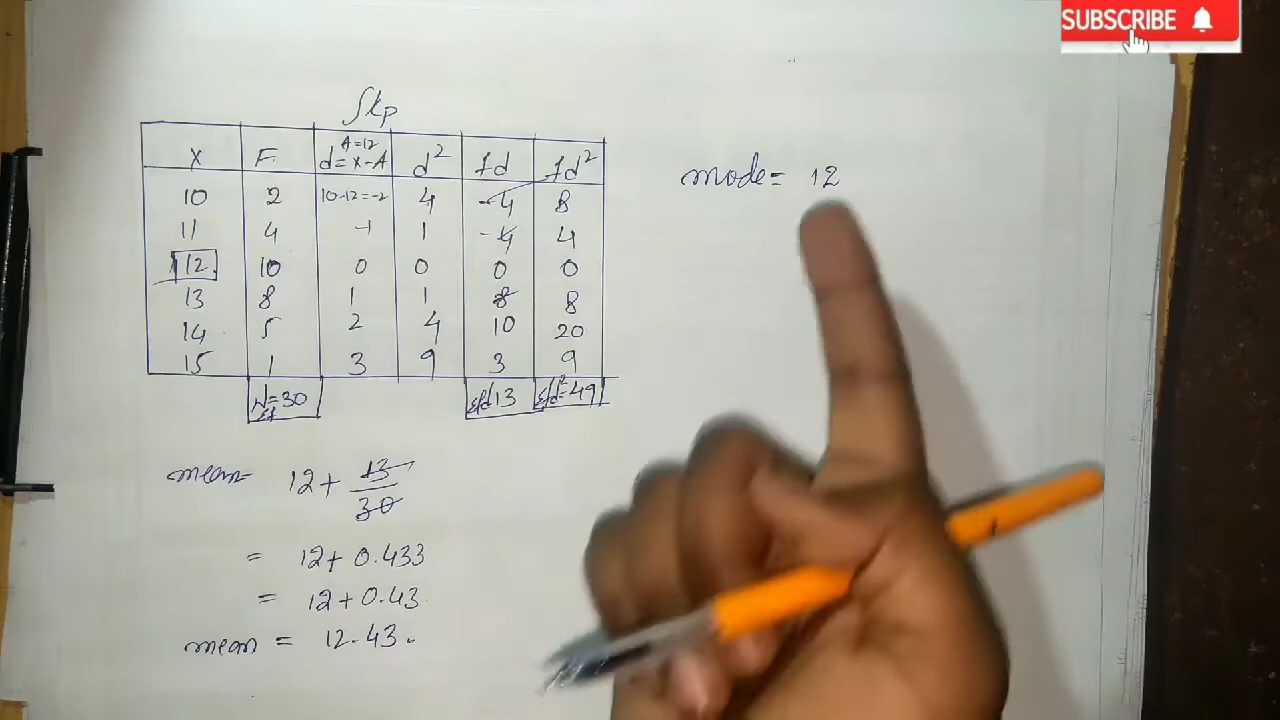 SUBSCRIBE
Skp
X F A=12 d=X-A d² fd fd²
10 2 10-12=-2 4 -4 8
11 4 -1 1 -4 4
12 10 0 0 0 0
13 8 1 1 8 8
14 5 2 4 10 20
15 1 3 9 3 9
N=30 Σfd 13 Σfd²=49
Σf
mode = 12
mean 12 + 13/30
= 12 + 0.433
= 12 + 0.43
mean = 12.43.